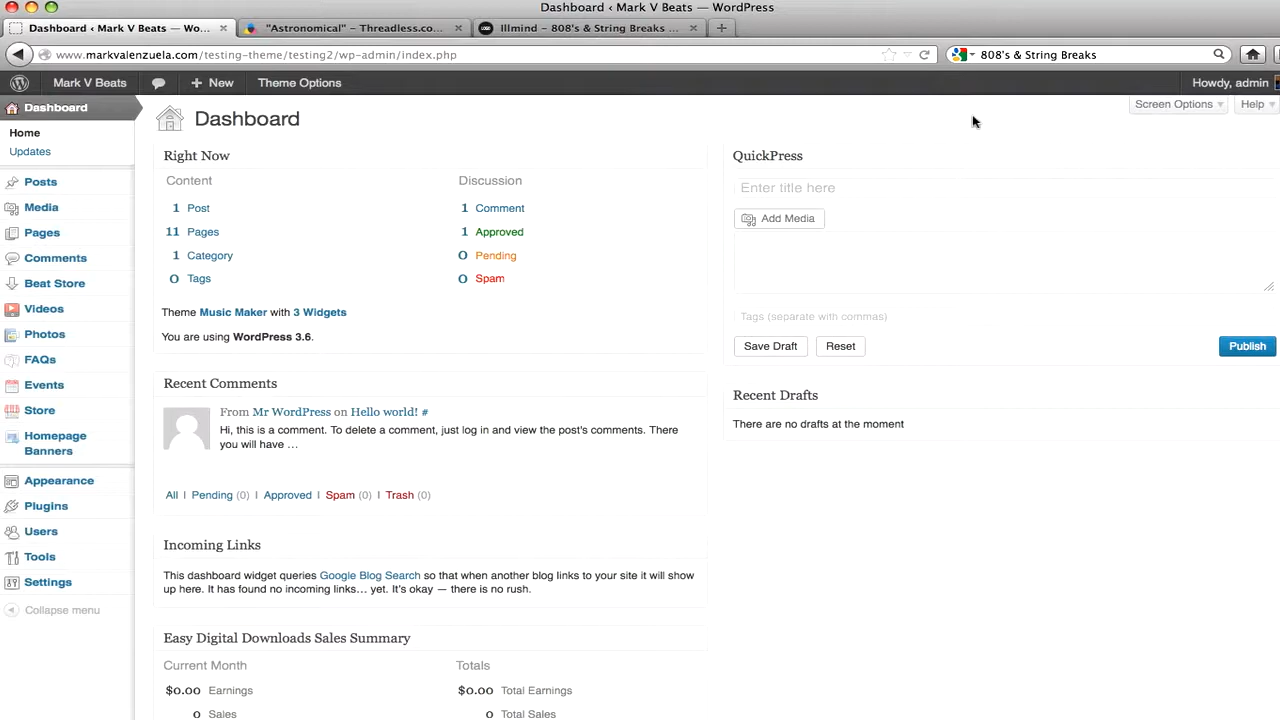 Dashboard ‹ Mark V Beats — WordPress
Dashboard ‹ Mark V Beats — Wo...
"Astronomical" – Threadless.co...
Illmind – 808's & String Breaks ...
www.markvalenzuela.com/testing-theme/testing2/wp-admin/index.php
808's & String Breaks
Mark V Beats
New
Theme Options
Howdy, admin
Dashboard
Home
Updates
Posts
Media
Pages
Comments
Beat Store
Videos
Photos
FAQs
Events
Store
Homepage
Banners
Appearance
Plugins
Users
Tools
Settings
Collapse menu
Screen Options
Help
Dashboard
Right Now
Content
1 Post
11 Pages
1 Category
0 Tags
Discussion
1 Comment
1 Approved
0 Pending
0 Spam
Theme Music Maker with 3 Widgets
You are using WordPress 3.6.
Recent Comments
From Mr WordPress on Hello world! #
Hi, this is a comment. To delete a comment, just log in and view the post's comments. There
you will have ...
All | Pending (0) | Approved | Spam (0) | Trash (0)
Incoming Links
This dashboard widget queries Google Blog Search so that when another blog links to your site it will show
up here. It has found no incoming links… yet. It's okay — there is no rush.
Easy Digital Downloads Sales Summary
Current Month
$0.00 Earnings
0 Sales
Totals
$0.00 Total Earnings
0 Total Sales
QuickPress
Enter title here
Add Media
Tags (separate with commas)
Save Draft
Reset
Publish
Recent Drafts
There are no drafts at the moment